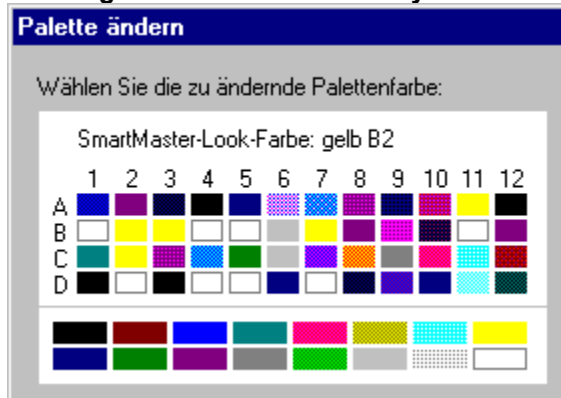 Palette ändern
Wählen Sie die zu ändernde Palettenfarbe:
SmartMaster-Look-Farbe: gelb B2
1 2 3 4 5 6 7 8 9 10 11 12
A
B
C
D